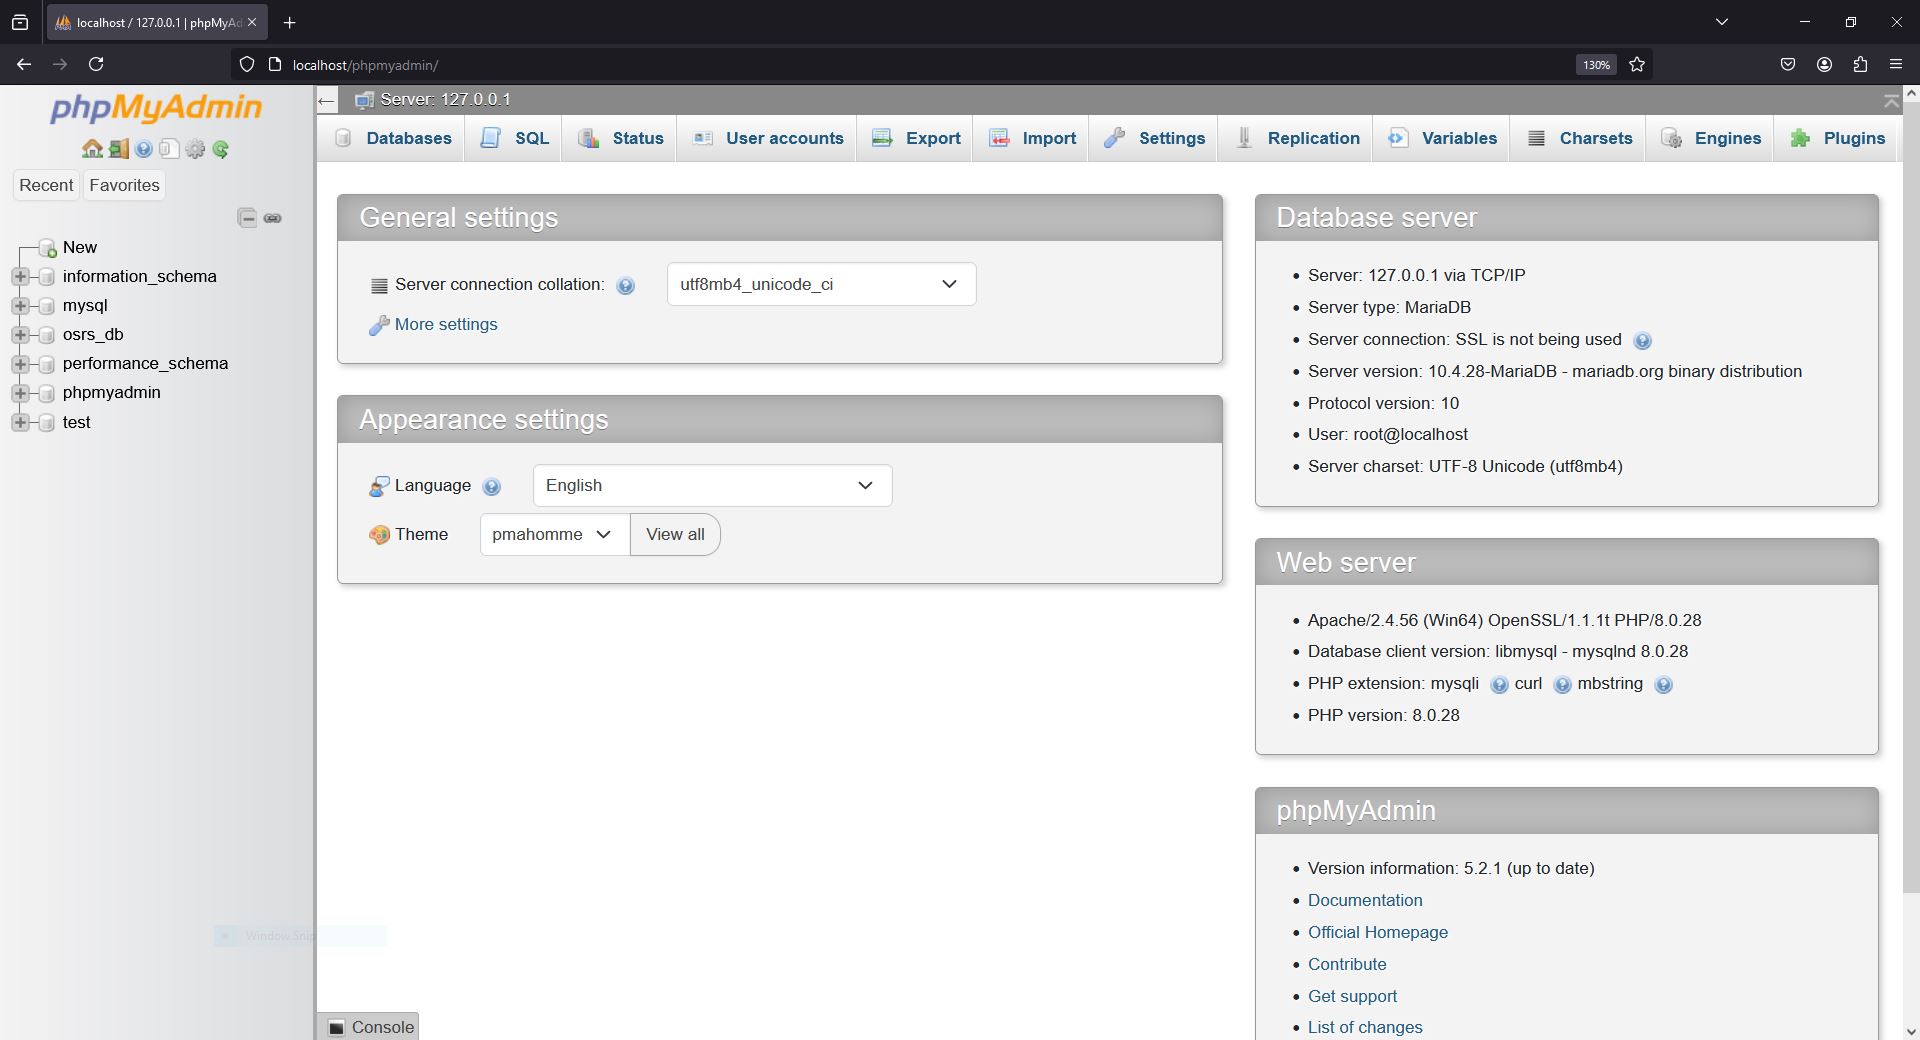 localhost / 127.0.0.1 | phpMyAd
localhost/phpmyadmin/
130%
phpMyAdmin
Recent
Favorites
New
information_schema
mysql
osrs_db
performance_schema
phpmyadmin
test
Server: 127.0.0.1
Databases
SQL
Status
User accounts
Export
Import
Settings
Replication
Variables
Charsets
Engines
Plugins
General settings
Server connection collation:
utf8mb4_unicode_ci
More settings
Appearance settings
Language
English
Theme
pmahomme
View all
Database server
Server: 127.0.0.1 via TCP/IP
Server type: MariaDB
Server connection: SSL is not being used
Server version: 10.4.28-MariaDB - mariadb.org binary distribution
Protocol version: 10
User: root@localhost
Server charset: UTF-8 Unicode (utf8mb4)
Web server
Apache/2.4.56 (Win64) OpenSSL/1.1.1t PHP/8.0.28
Database client version: libmysql - mysqlnd 8.0.28
PHP extension: mysqli curl mbstring
PHP version: 8.0.28
phpMyAdmin
Version information: 5.2.1 (up to date)
Documentation
Official Homepage
Contribute
Get support
List of changes
Window Snip
Console